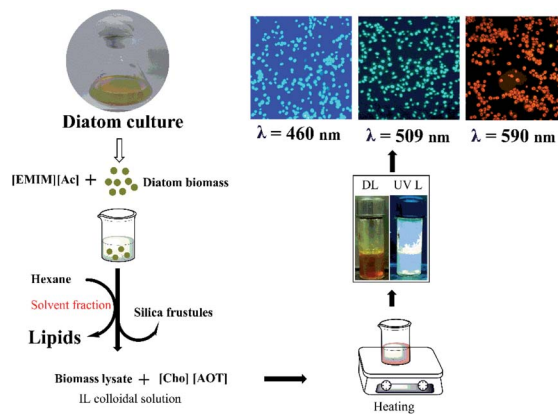 Diatom culture
[EMIM][Ac] + Diatom biomass
Hexane
Solvent fraction
Silica frustules
Lipids
Biomass lysate + [Cho] [AOT]
IL colloidal solution
Heating
DL UV L
λ = 460 nm λ = 509 nm λ = 590 nm